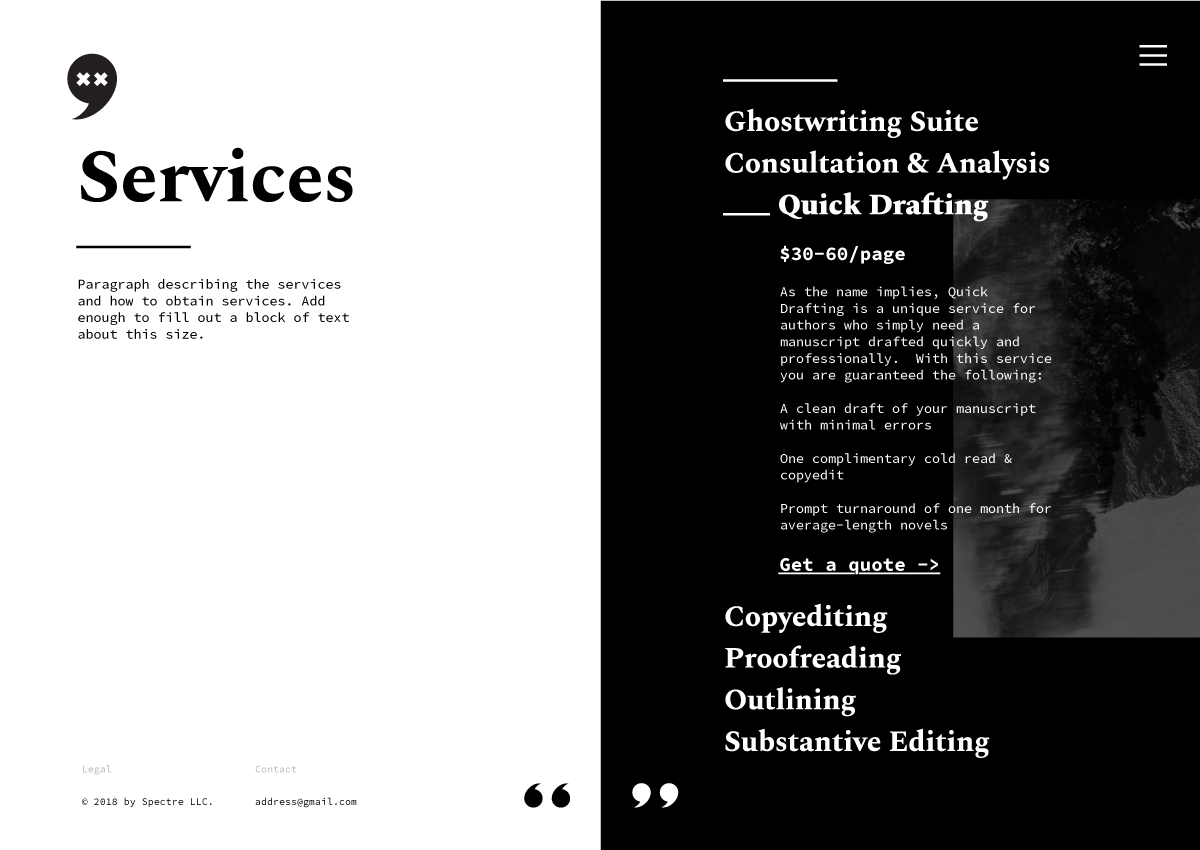 Services
Paragraph describing the services
and how to obtain services. Add
enough to fill out a block of text
about this size.
Legal
© 2018 by Spectre LLC.
Contact
address@gmail.com
“
Ghostwriting Suite
Consultation & Analysis
Quick Drafting
$30-60/page
As the name implies, Quick
Drafting is a unique service for
authors who simply need a
manuscript drafted quickly and
professionally.  With this service
you are guaranteed the following:
A clean draft of your manuscript
with minimal errors
One complimentary cold read &
copyedit
Prompt turnaround of one month for
average-length novels
Get a quote ->
Copyediting
Proofreading
Outlining
Substantive Editing
”